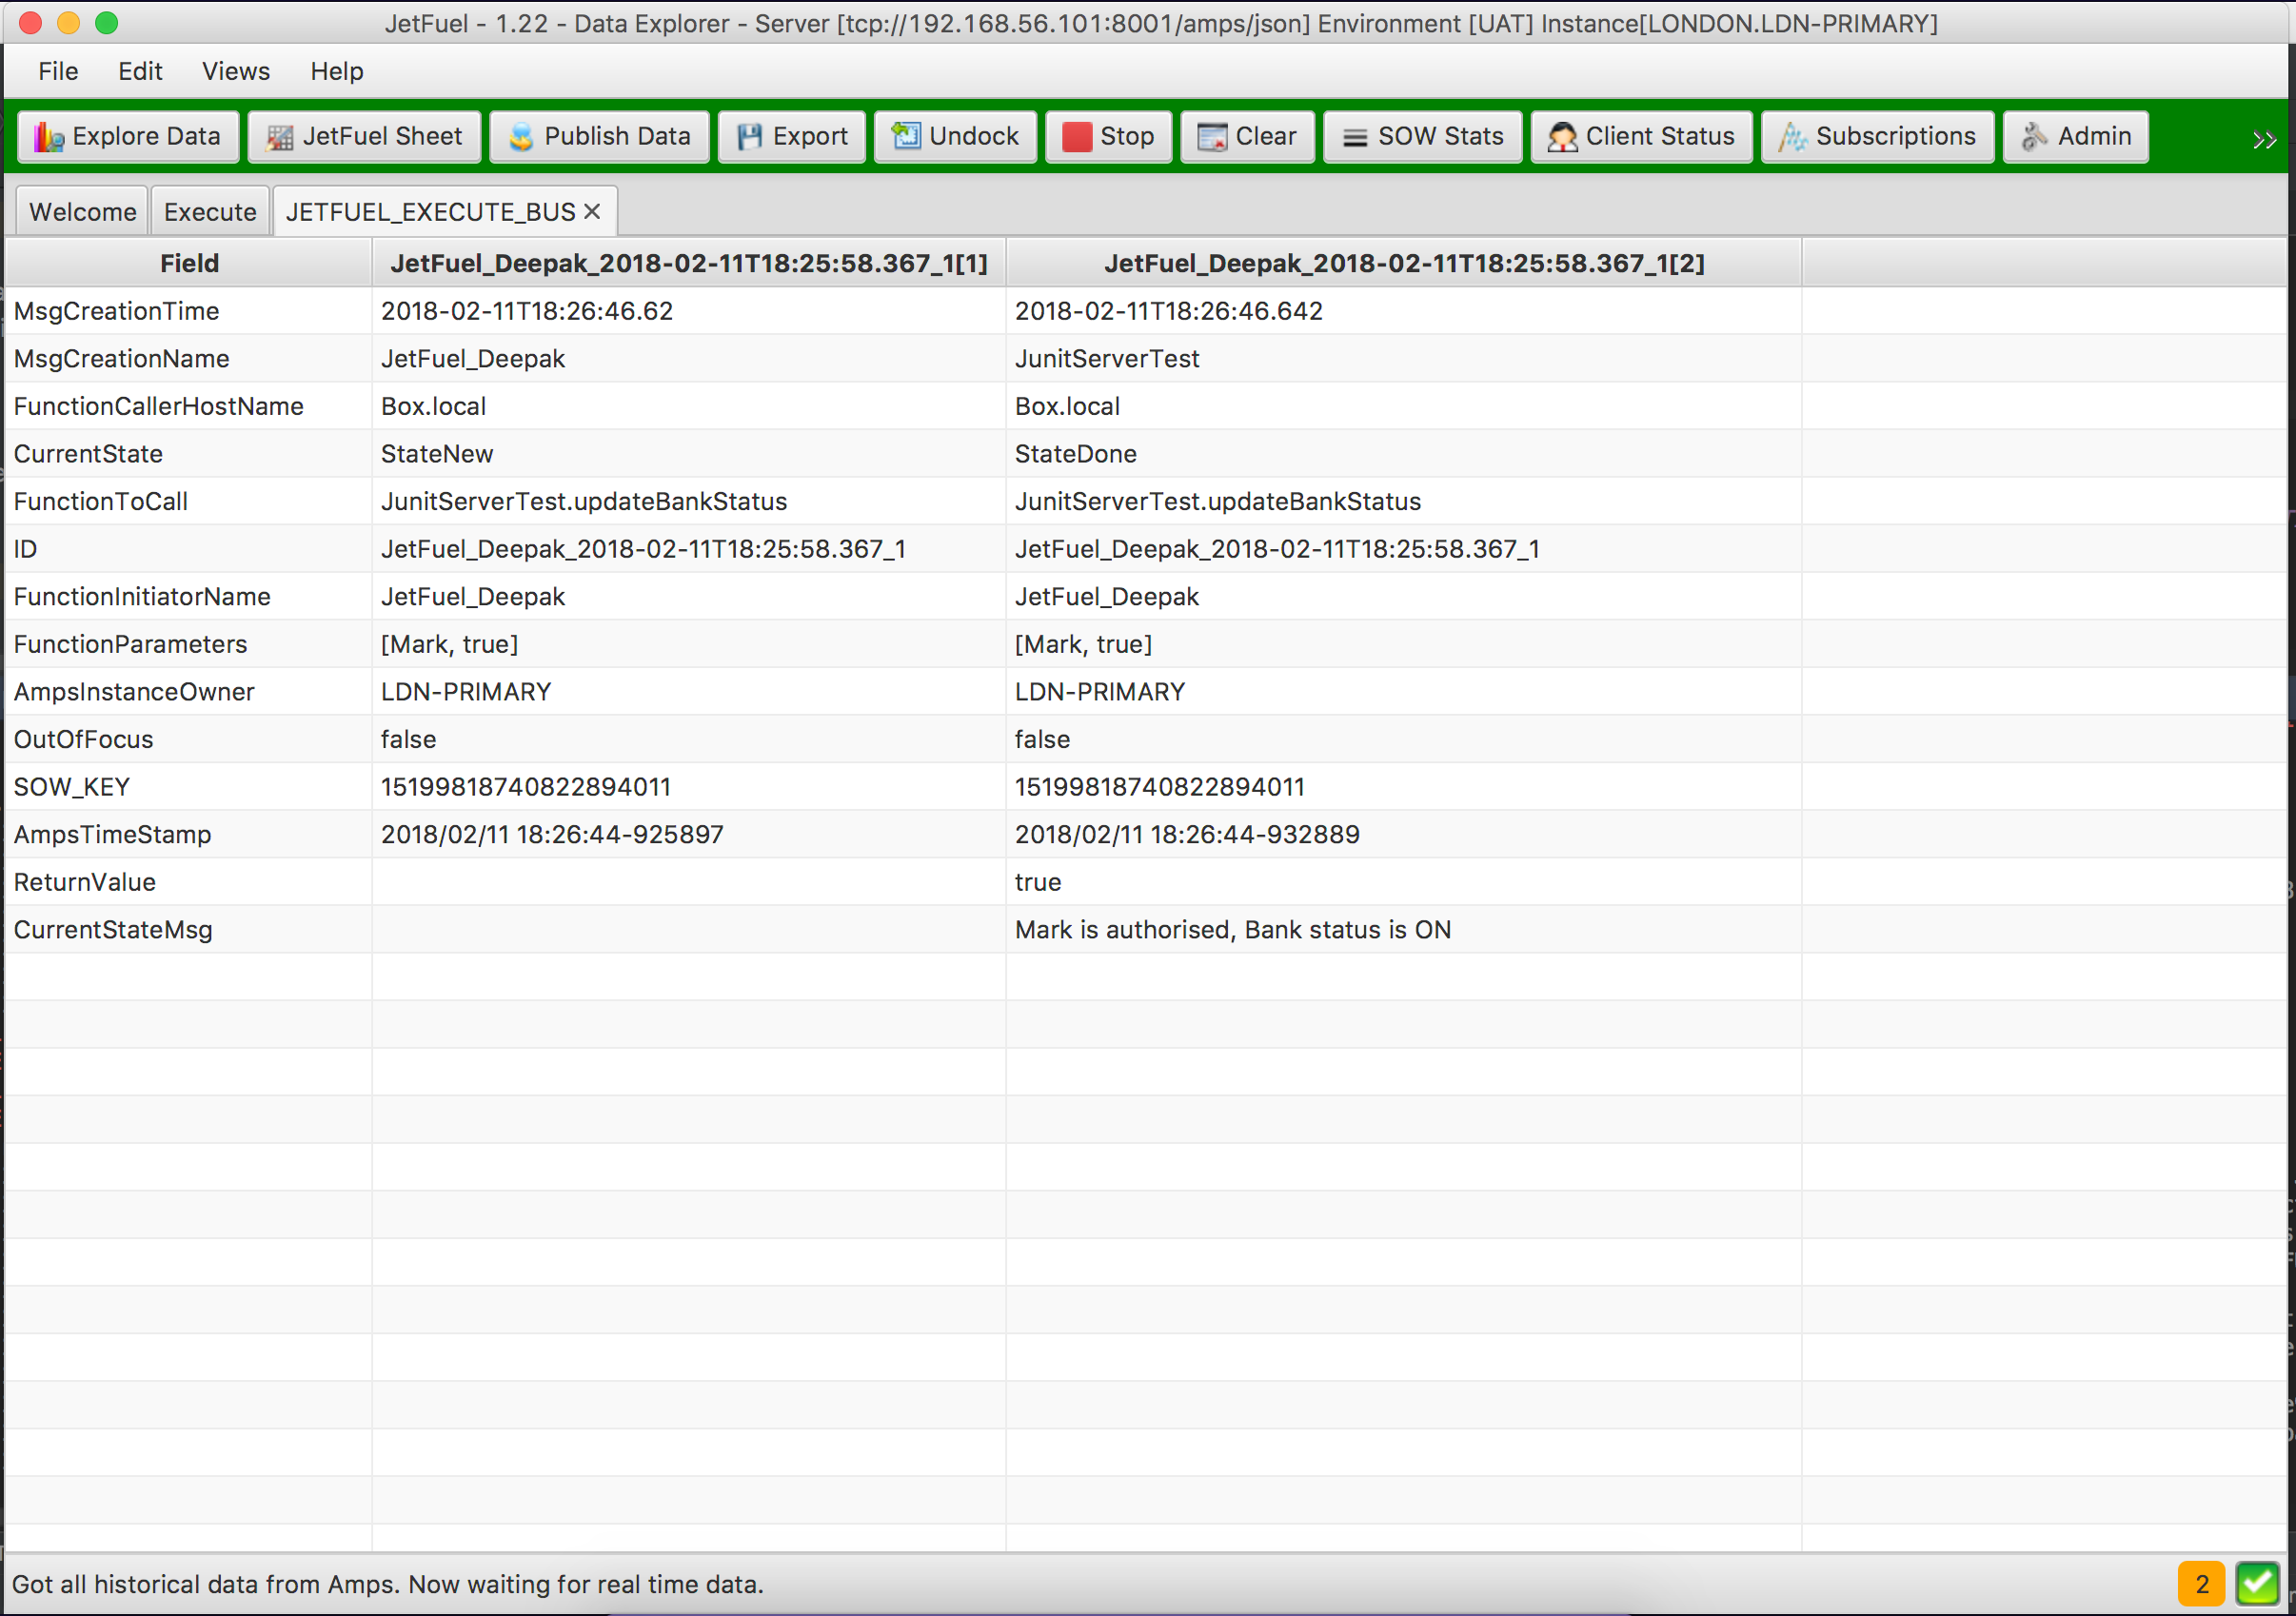 JetFuel - 1.22 - Data Explorer - Server [tcp://192.168.56.101:8001/amps/json] Environment [UAT] Instance[LONDON.LDN-PRIMARY]
File Edit Views Help
Explore Data JetFuel Sheet Publish Data Export Undock Stop Clear SOW Stats Client Status Subscriptions Admin
Welcome Execute JETFUEL_EXECUTE_BUS
Field JetFuel_Deepak_2018-02-11T18:25:58.367_1[1] JetFuel_Deepak_2018-02-11T18:25:58.367_1[2]
MsgCreationTime 2018-02-11T18:26:46.62 2018-02-11T18:26:46.642
MsgCreationName JetFuel_Deepak JunitServerTest
FunctionCallerHostName Box.local Box.local
CurrentState StateNew StateDone
FunctionToCall JunitServerTest.updateBankStatus JunitServerTest.updateBankStatus
ID JetFuel_Deepak_2018-02-11T18:25:58.367_1 JetFuel_Deepak_2018-02-11T18:25:58.367_1
FunctionInitiatorName JetFuel_Deepak JetFuel_Deepak
FunctionParameters [Mark, true] [Mark, true]
AmpsInstanceOwner LDN-PRIMARY LDN-PRIMARY
OutOfFocus false false
SOW_KEY 15199818740822894011 15199818740822894011
AmpsTimeStamp 2018/02/11 18:26:44-925897 2018/02/11 18:26:44-932889
ReturnValue true
CurrentStateMsg Mark is authorised, Bank status is ON
Got all historical data from Amps. Now waiting for real time data. 2